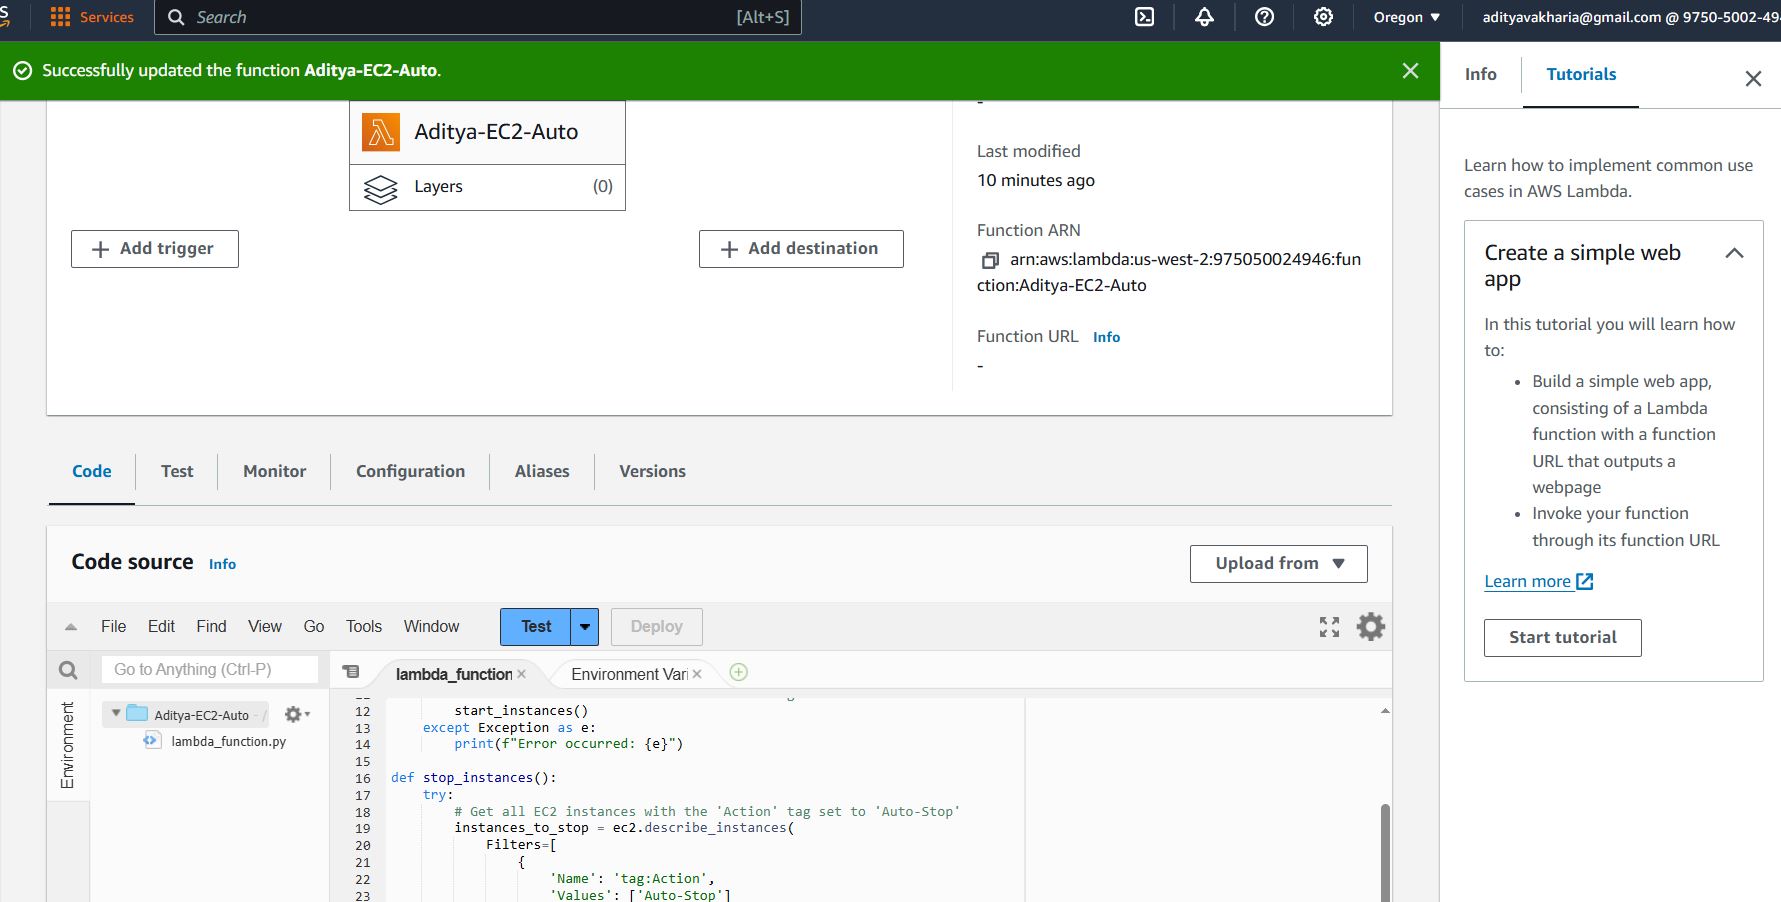 Services
Search
[Alt+S]
Oregon
adityavakharia@gmail.com @ 9750-5002-49
Successfully updated the function Aditya-EC2-Auto.
Info
Tutorials
Aditya-EC2-Auto
Layers
(0)
Add trigger
Add destination
-
Last modified
10 minutes ago
Function ARN
arn:aws:lambda:us-west-2:975050024946:fun
ction:Aditya-EC2-Auto
Function URL Info
-
Learn how to implement common use
cases in AWS Lambda.
Create a simple web
app
In this tutorial you will learn how
to:
• Build a simple web app,
consisting of a Lambda
function with a function
URL that outputs a
webpage
• Invoke your function
through its function URL
Learn more
Start tutorial
Code
Test
Monitor
Configuration
Aliases
Versions
Code source Info
Upload from
File Edit Find View Go Tools Window
Test
Deploy
Go to Anything (Ctrl-P)
lambda_function
Environment Vari
Environment
Aditya-EC2-Auto - /
lambda_function.py
12 start_instances()
13 except Exception as e:
14 print(f"Error occurred: {e}")
15
16 def stop_instances():
17 try:
18 # Get all EC2 instances with the 'Action' tag set to 'Auto-Stop'
19 instances_to_stop = ec2.describe_instances(
20 Filters=[
21 {
22 'Name': 'tag:Action',
23 'Values': ['Auto-Stop']